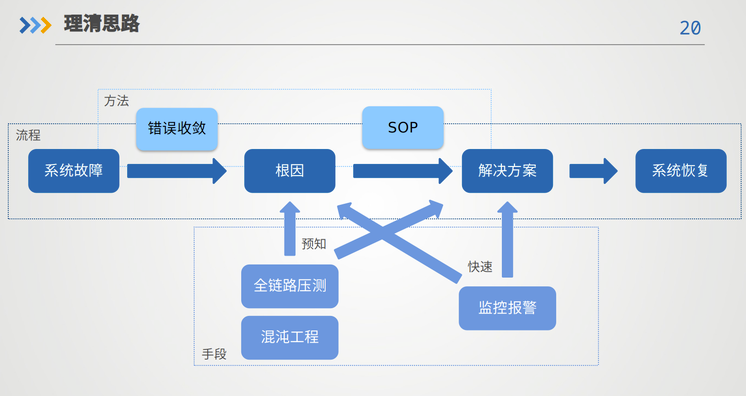 理清思路
20
方法
错误收敛
SOP
流程
系统故障
根因
解决方案
系统恢复
预知
快速
全链路压测
监控报警
混沌工程
手段